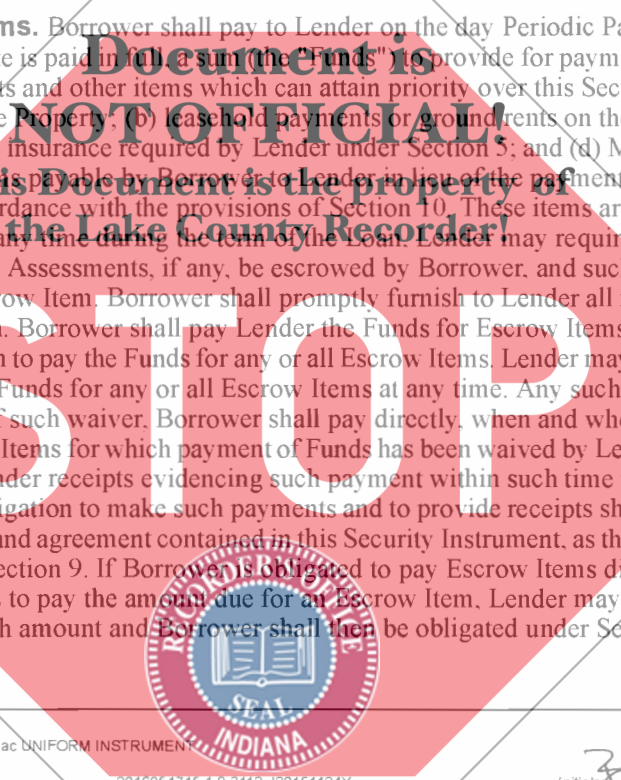 ms. Borrower shall pay to Lender on the day Periodic Pa
te is paid in full, a sum (the "Funds") to provide for paym
Document is
ts and other items which can attain priority over this Sec
e Property; (b) leasehold payments or ground rents on the
NOT OFFICIAL!
insurance required by Lender under Section 5; and (d) M
is payable by Borrower to Lender in lieu of the payment
is Document is the property of
rdance with the provisions of Section 10. These items ar
the Lake County Recorder!
any time during the term of the Loan, Lender may requir
Assessments, if any, be escrowed by Borrower, and suc
row Item. Borrower shall promptly furnish to Lender all
. Borrower shall pay Lender the Funds for Escrow Items
n to pay the Funds for any or all Escrow Items. Lender may
Funds for any or all Escrow Items at any time. Any such
STOP
f such waiver, Borrower shall pay directly, when and whe
Items for which payment of Funds has been waived by Le
nder receipts evidencing such payment within such time
igation to make such payments and to provide receipts sh
and agreement contained in this Security Instrument, as th
ection 9. If Borrower is obligated to pay Escrow Items di
s to pay the amount due for an Escrow Item, Lender may
h amount and Borrower shall then be obligated under Se
RECORDER'S OFFICE
SEAL
INDIANA
ac UNIFORM INSTRUMENT